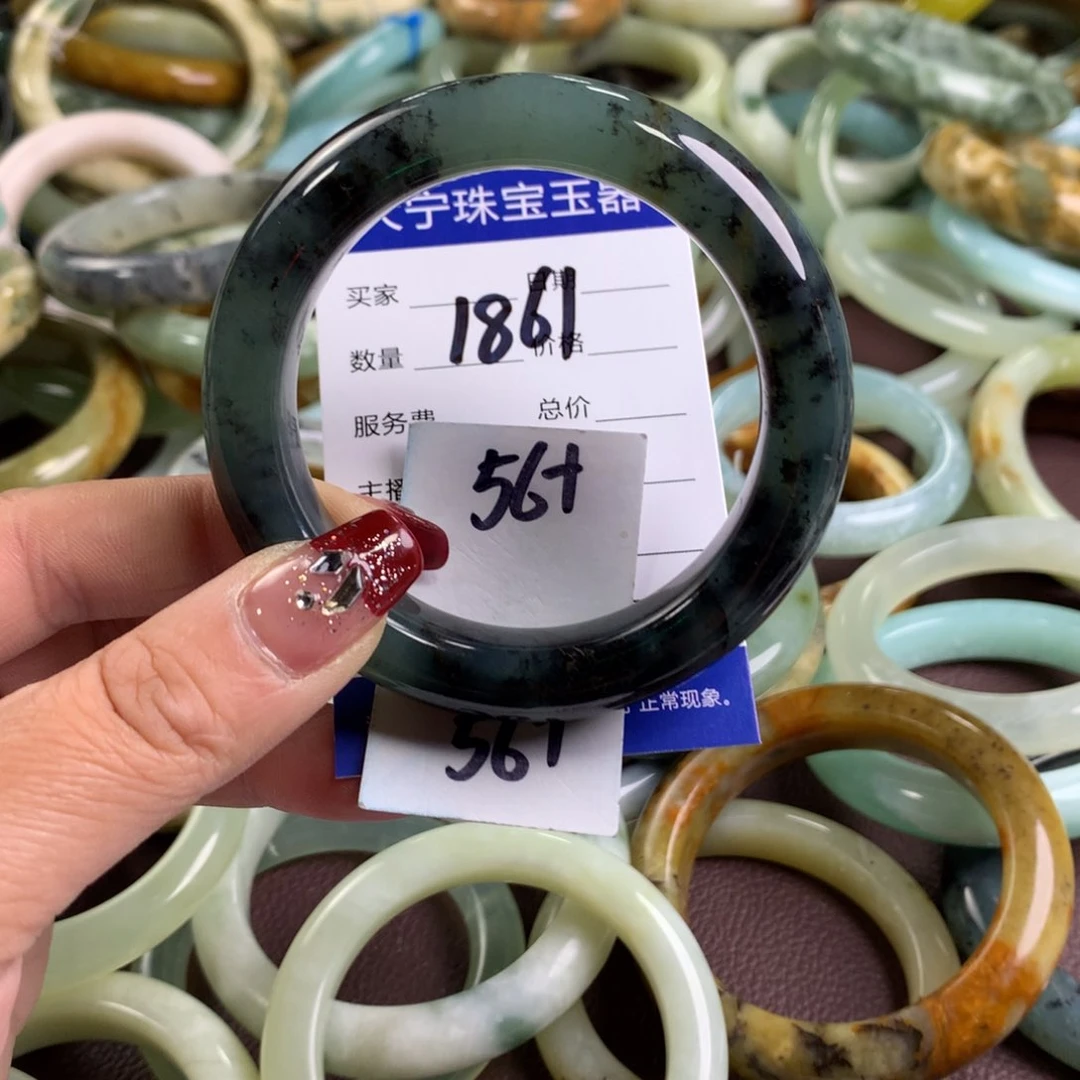 宁珠宝玉器
买家 日期
1861
数量 价格
服务费 总价
56+
主播
正常现象。
56+